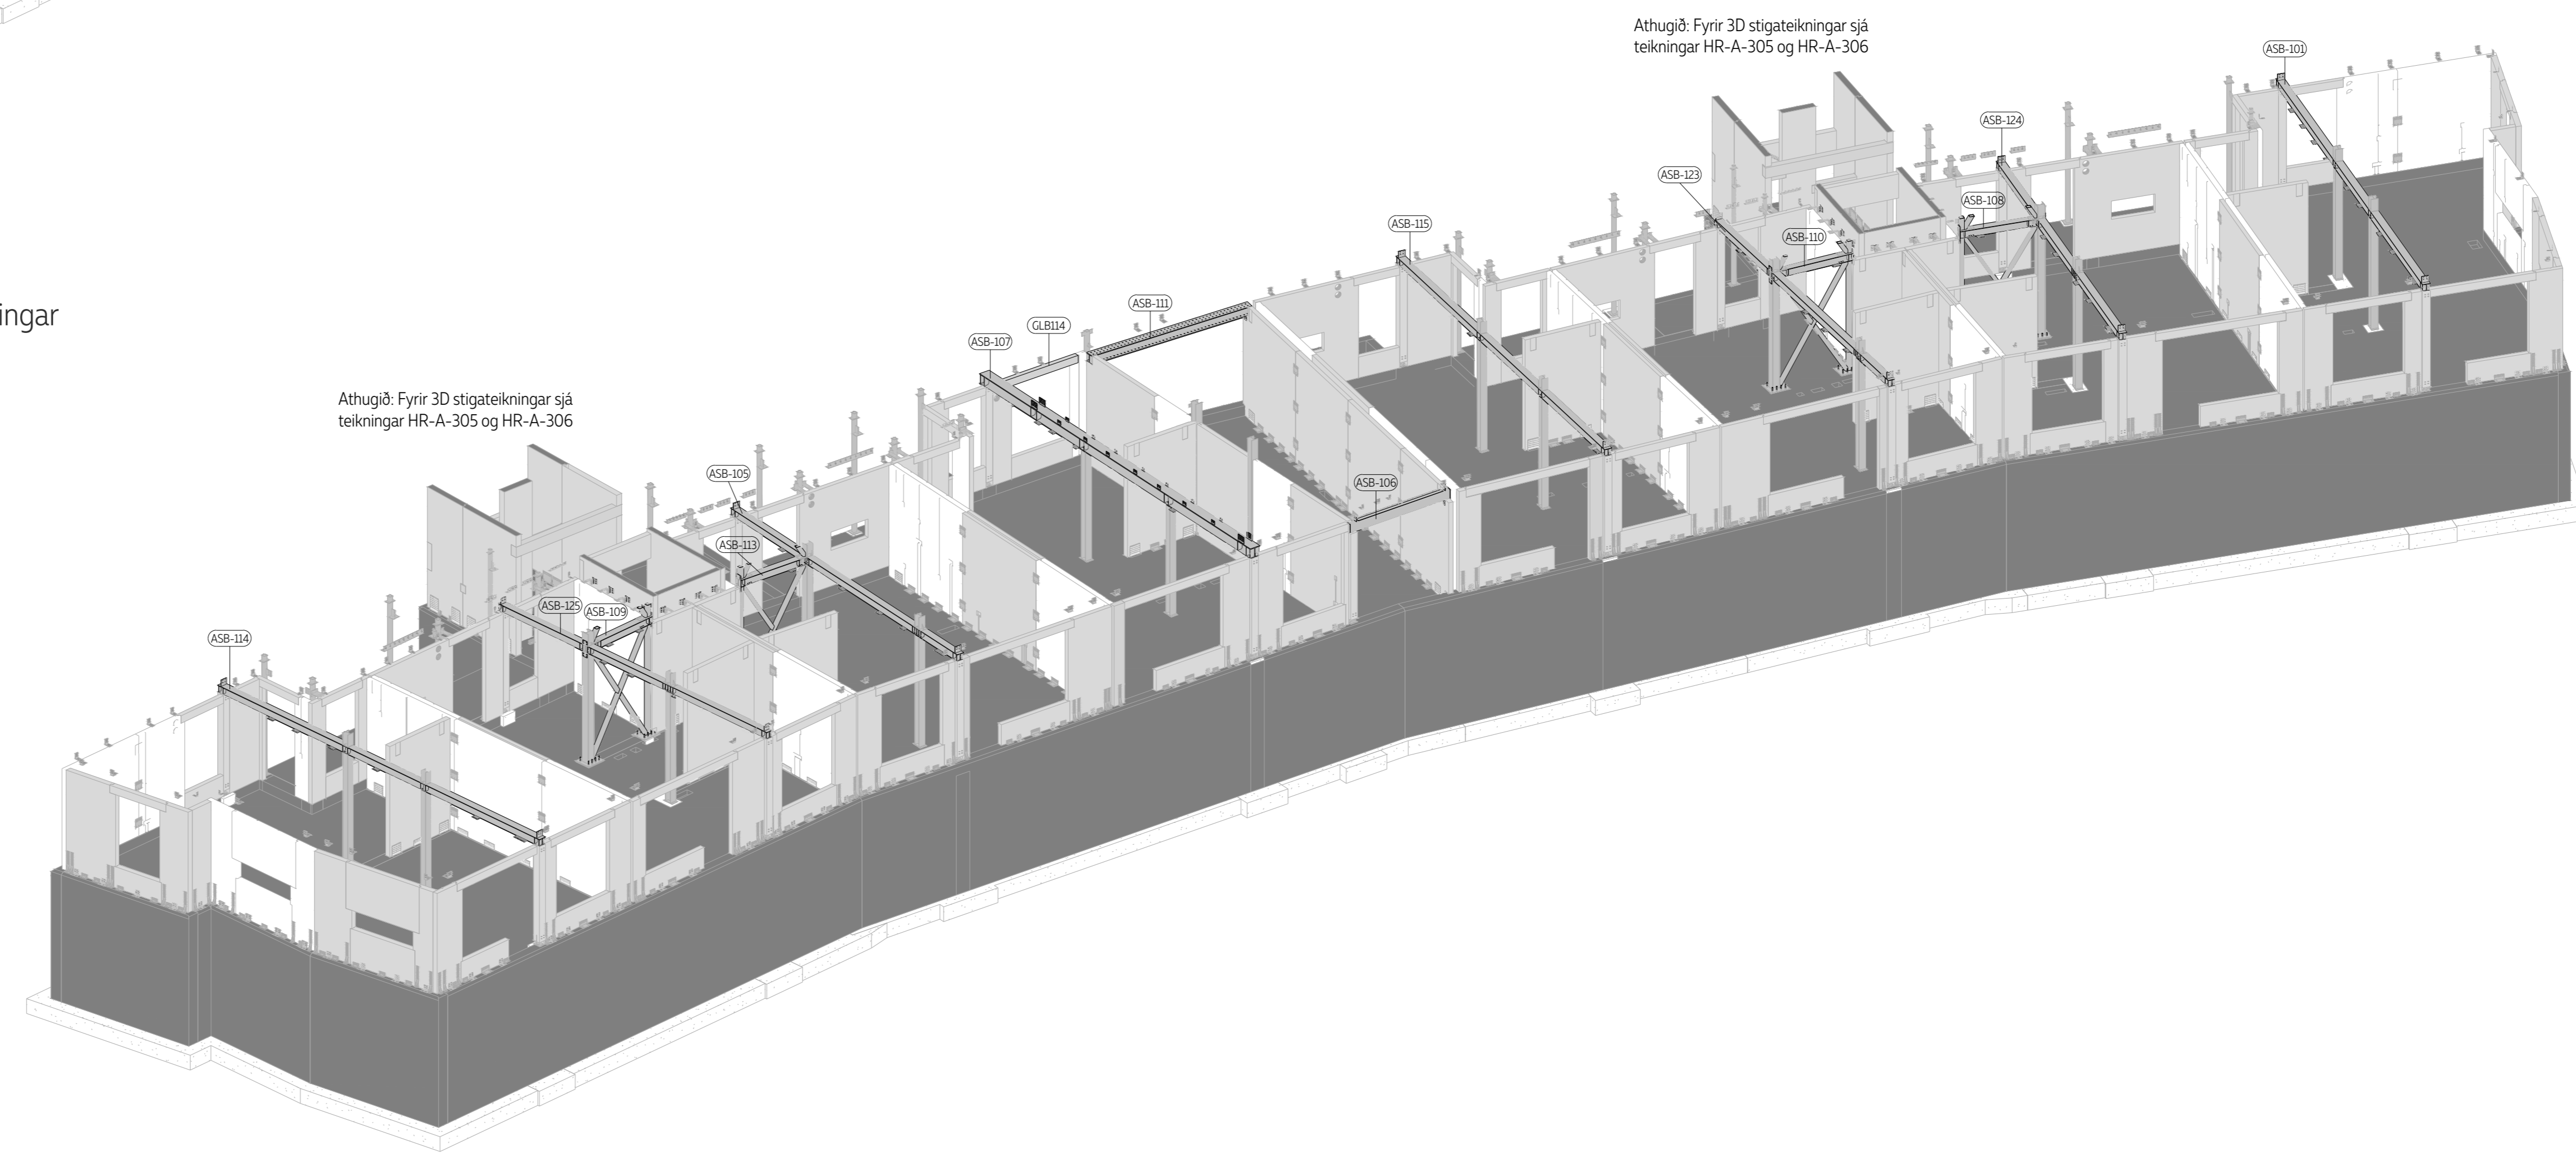 Athugið: Fyrir 3D stigateikningar sjá
teikningar HR-A-305 og HR-A-306
ASB-101
ASB-124
ASB-123
ASB-108
ASB-115
ASB-110
ASB-111
GLB114
ASB-107
ingar
Athugið: Fyrir 3D stigateikningar sjá
teikningar HR-A-305 og HR-A-306
ASB-105
ASB-106
ASB-113
ASB-125
ASB-109
ASB-114